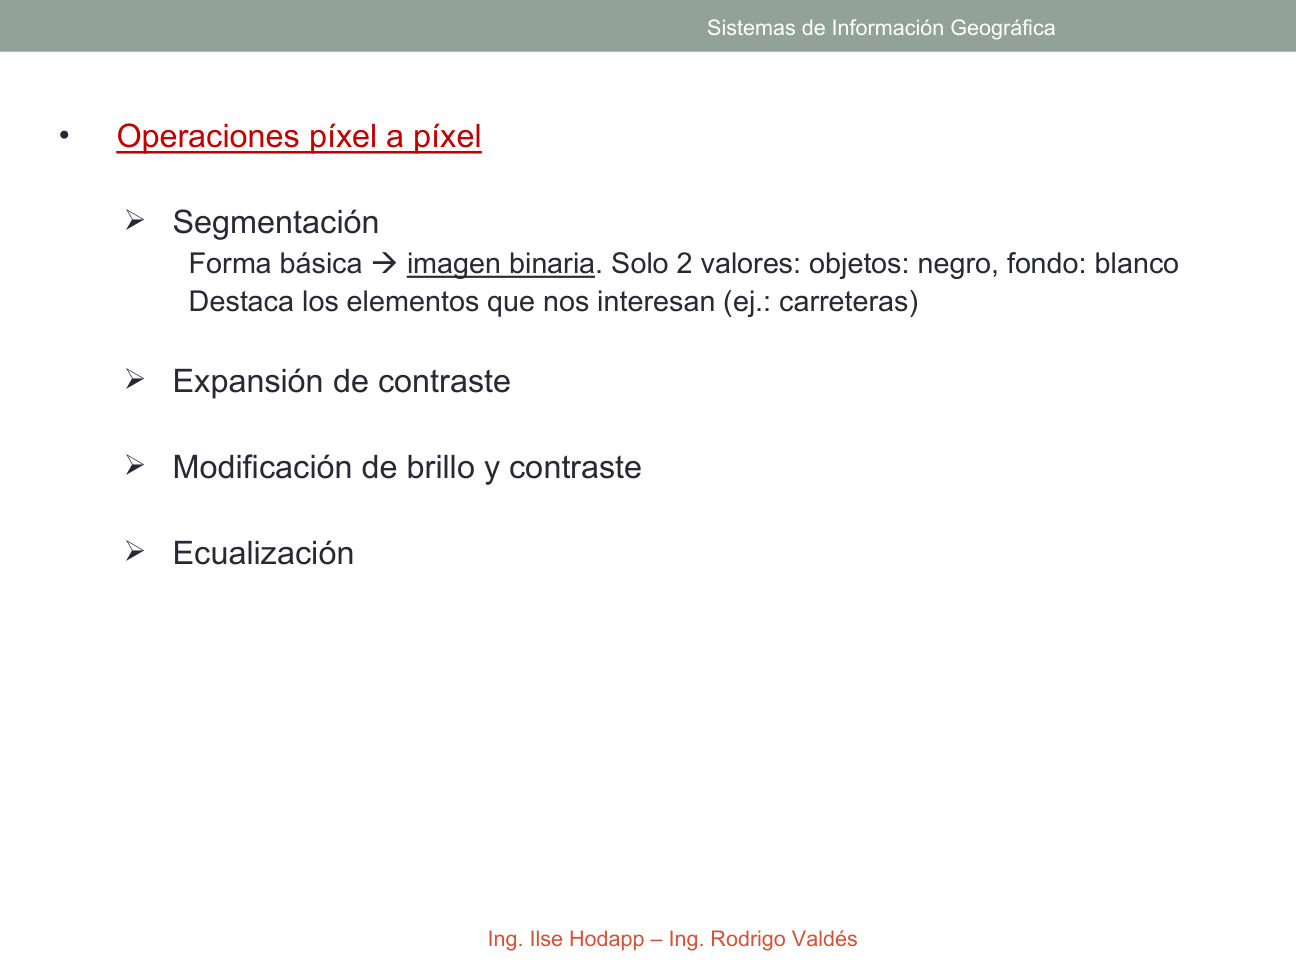 Sistemas de Información Geográfica
• Operaciones píxel a píxel
➢ Segmentación
Forma básica → imagen binaria. Solo 2 valores: objetos: negro, fondo: blanco
Destaca los elementos que nos interesan (ej.: carreteras)
➢ Expansión de contraste
➢ Modificación de brillo y contraste
➢ Ecualización
Ing. Ilse Hodapp – Ing. Rodrigo Valdés